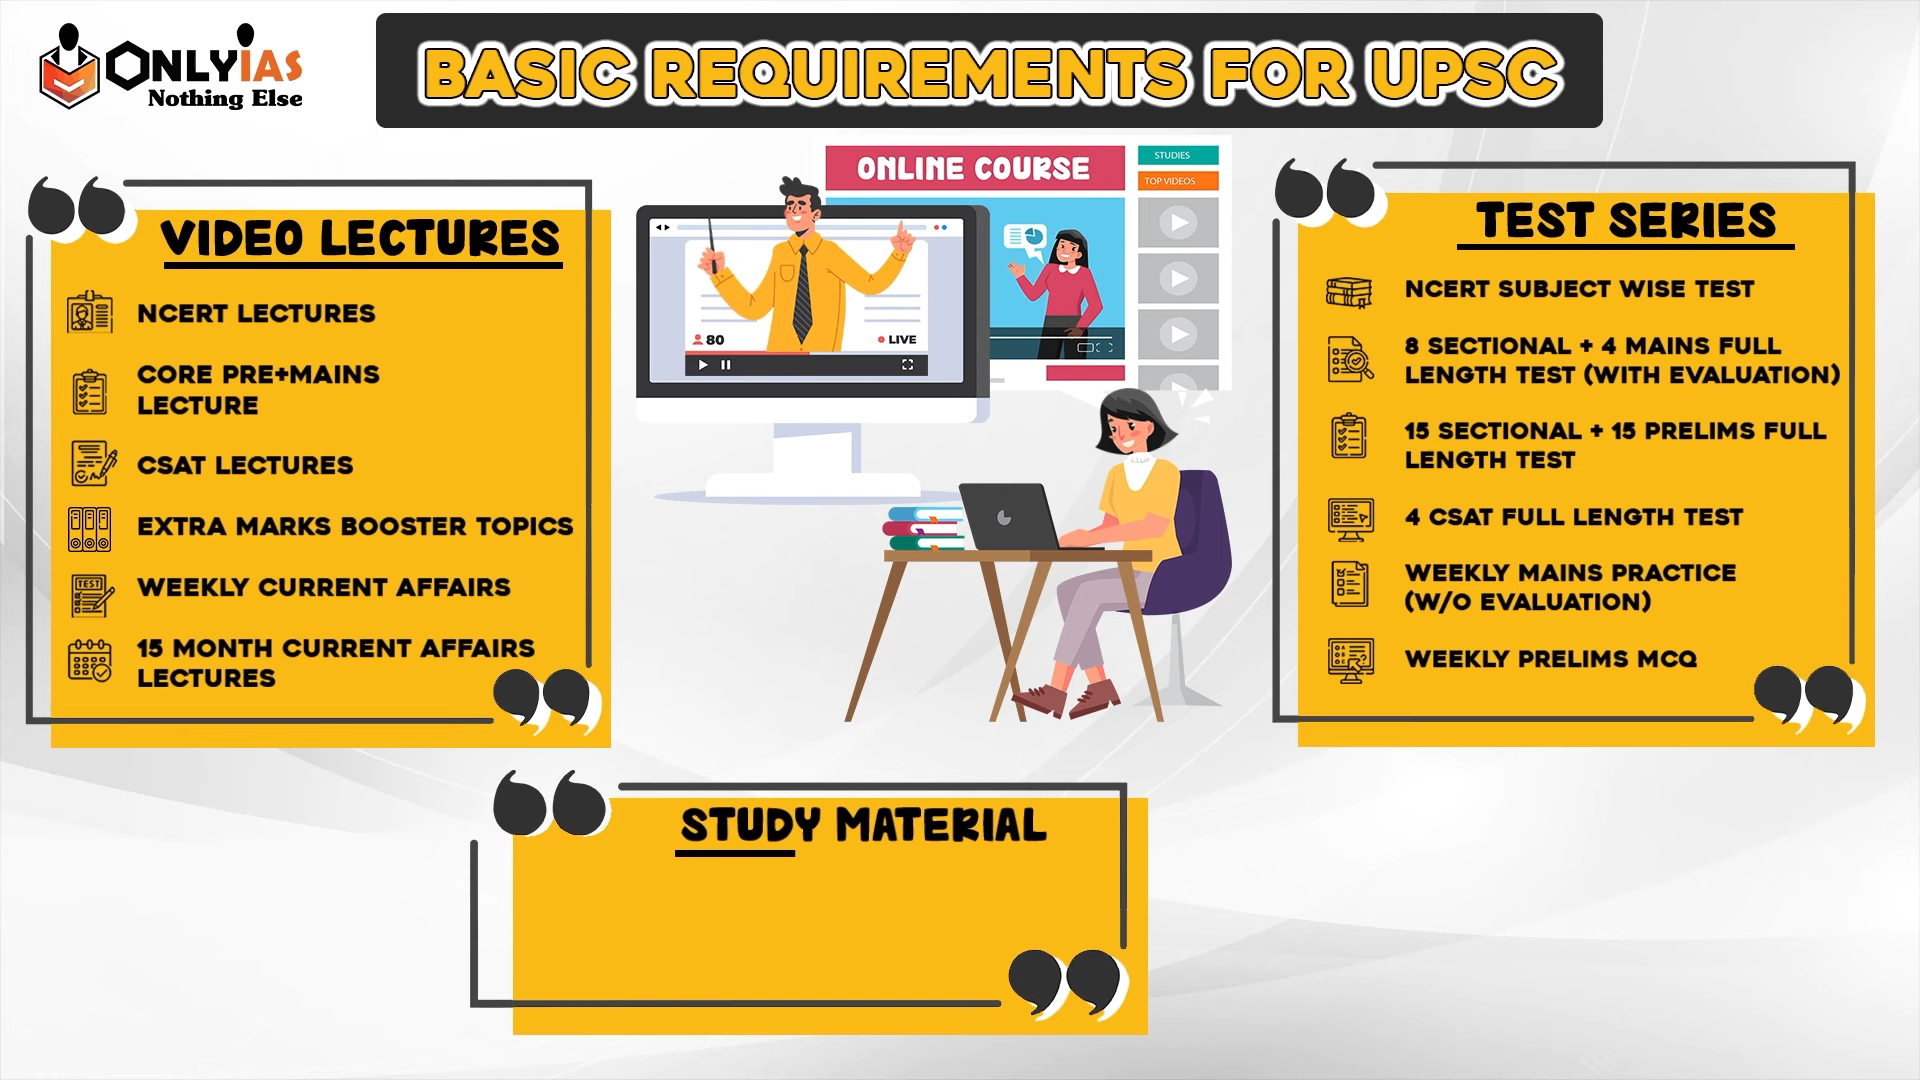 ONLYIAS
Nothing Else
BASIC REQUIREMENTS FOR UPSC
VIDEO LECTURES
NCERT LECTURES
CORE PRE+MAINS
LECTURE
CSAT LECTURES
EXTRA MARKS BOOSTER TOPICS
TEST
WEEKLY CURRENT AFFAIRS
15 MONTH CURRENT AFFAIRS
LECTURES
ONLINE COURSE
STUDIES
TOP VIDEOS
80
LIVE
TEST SERIES
NCERT SUBJECT WISE TEST
8 SECTIONAL + 4 MAINS FULL
LENGTH TEST (WITH EVALUATION)
15 SECTIONAL + 15 PRELIMS FULL
LENGTH TEST
4 CSAT FULL LENGTH TEST
WEEKLY MAINS PRACTICE
(W/O EVALUATION)
WEEKLY PRELIMS MCQ
STUDY MATERIAL